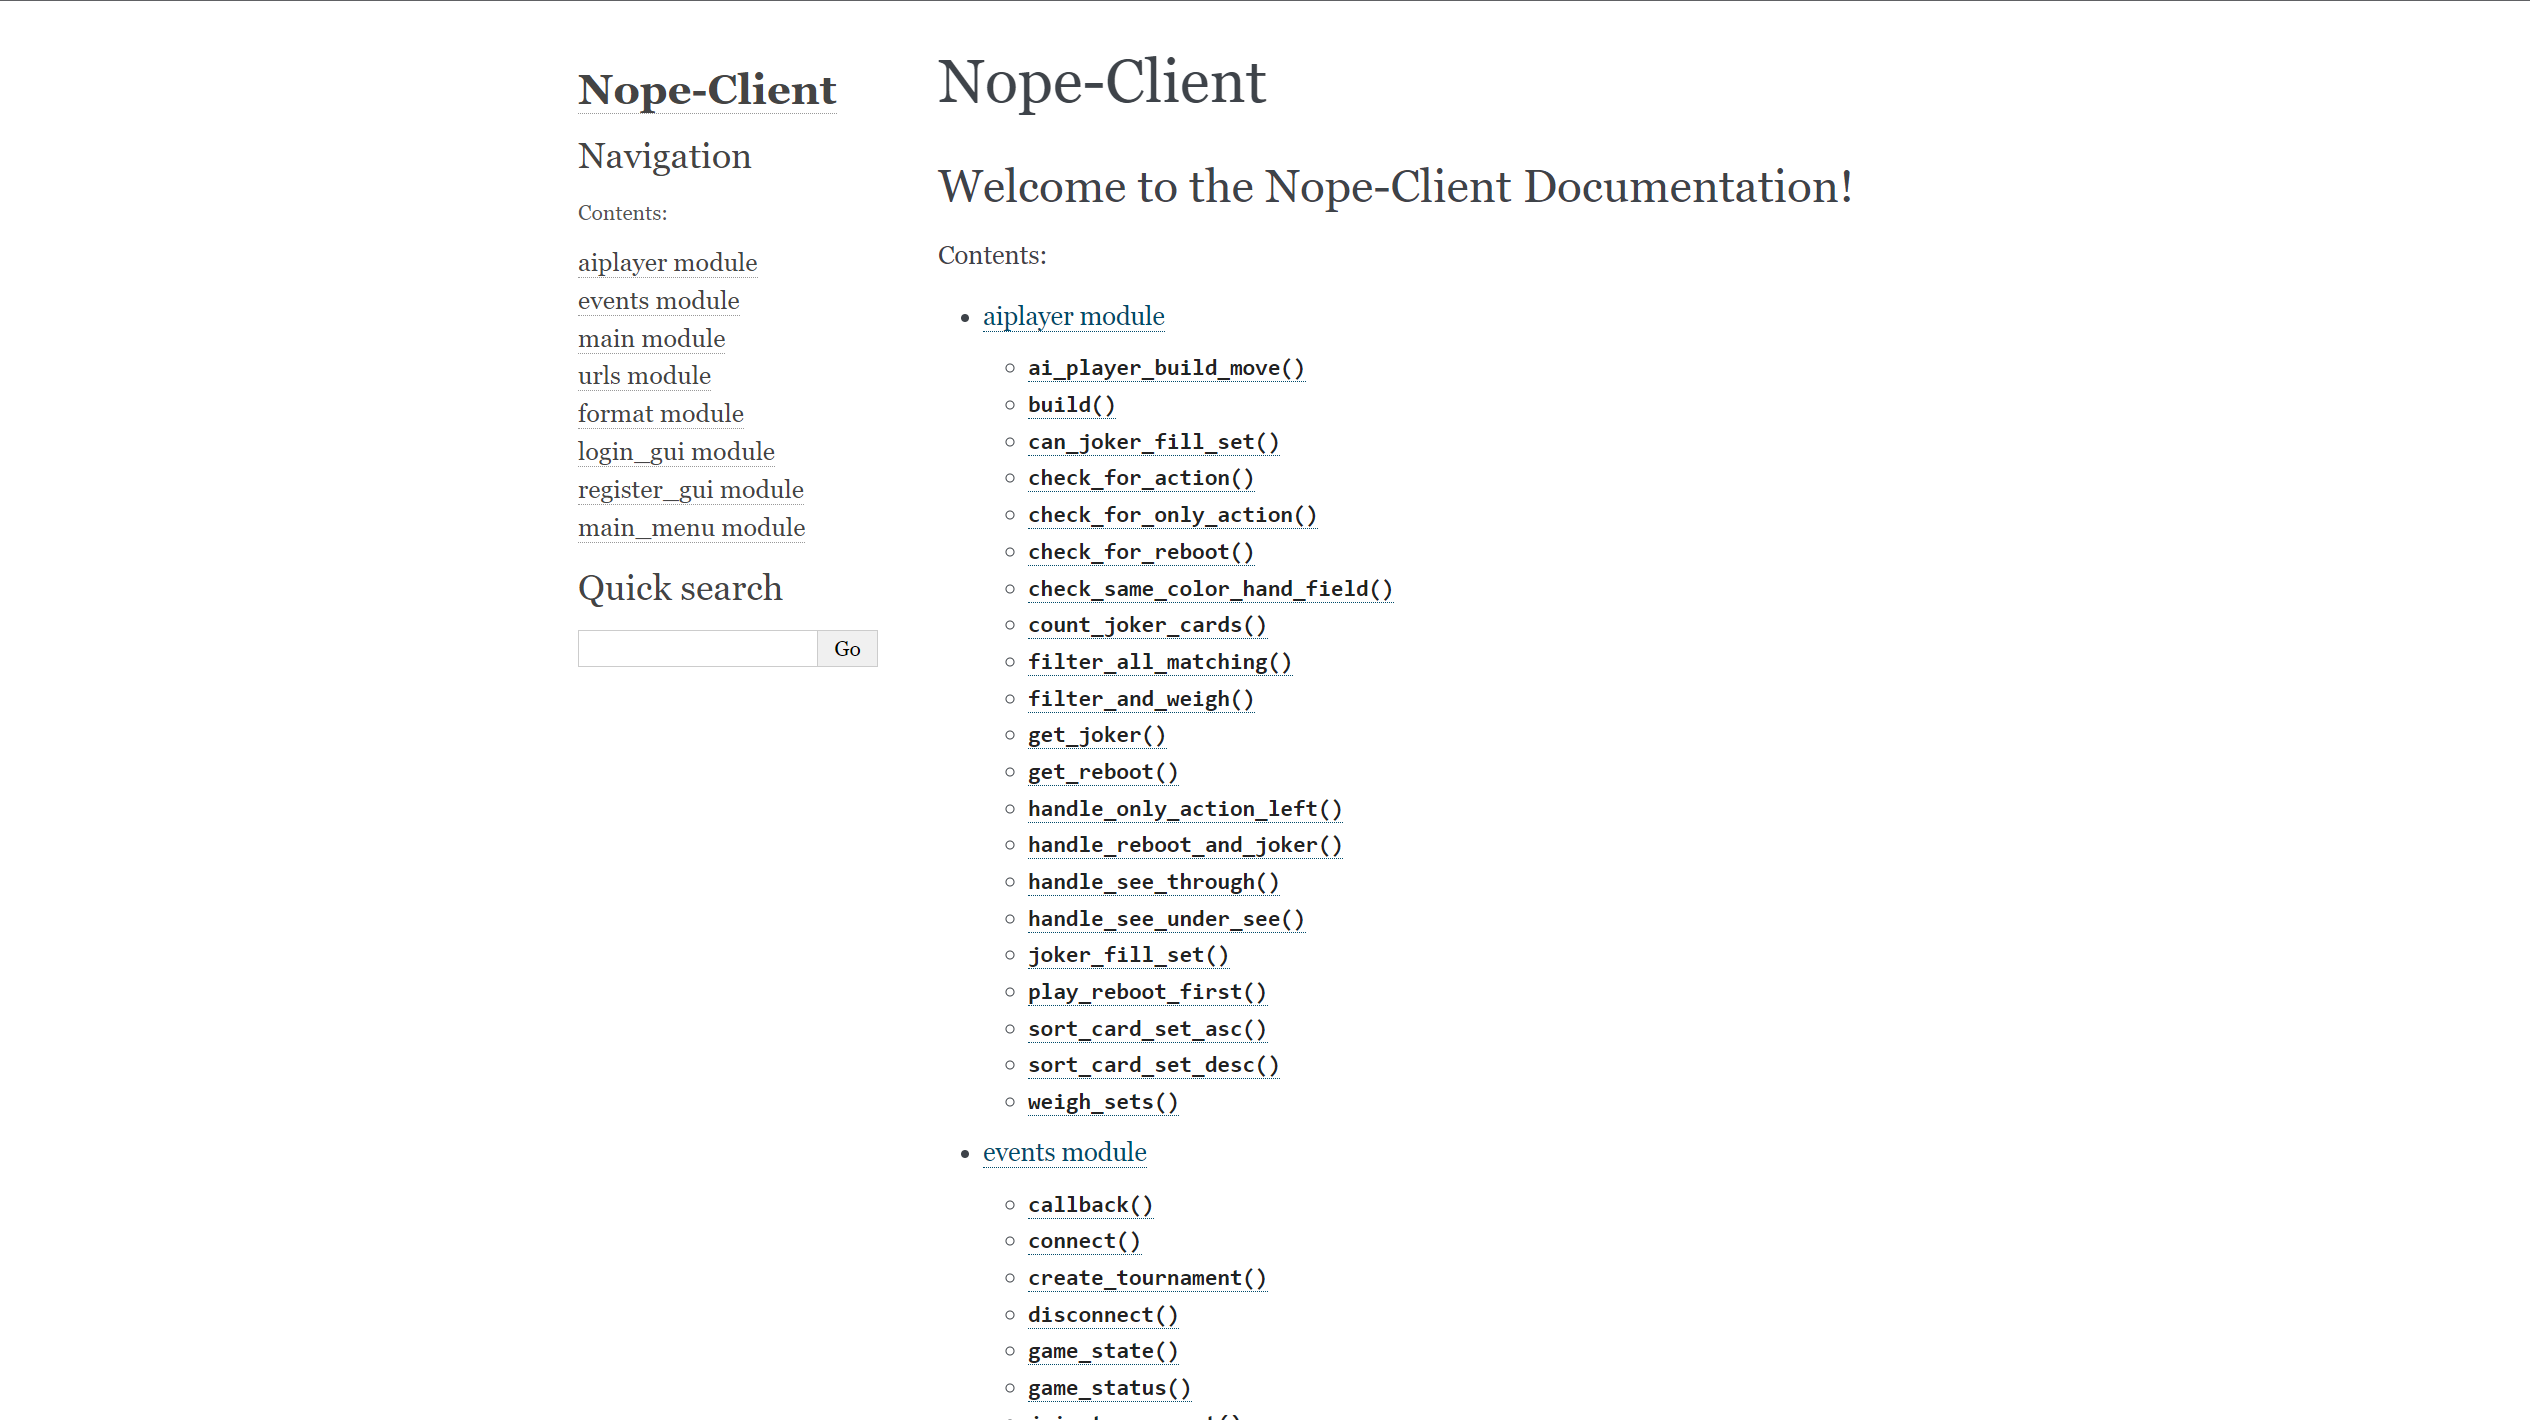 Nope-Client
Navigation
Contents:
aiplayer module
events module
main module
urls module
format module
login_gui module
register_gui module
main_menu module
Quick search
Go
Nope-Client
Welcome to the Nope-Client Documentation!
Contents:
aiplayer module
ai_player_build_move()
build()
can_joker_fill_set()
check_for_action()
check_for_only_action()
check_for_reboot()
check_same_color_hand_field()
count_joker_cards()
filter_all_matching()
filter_and_weigh()
get_joker()
get_reboot()
handle_only_action_left()
handle_reboot_and_joker()
handle_see_through()
handle_see_under_see()
joker_fill_set()
play_reboot_first()
sort_card_set_asc()
sort_card_set_desc()
weigh_sets()
events module
callback()
connect()
create_tournament()
disconnect()
game_state()
game_status()